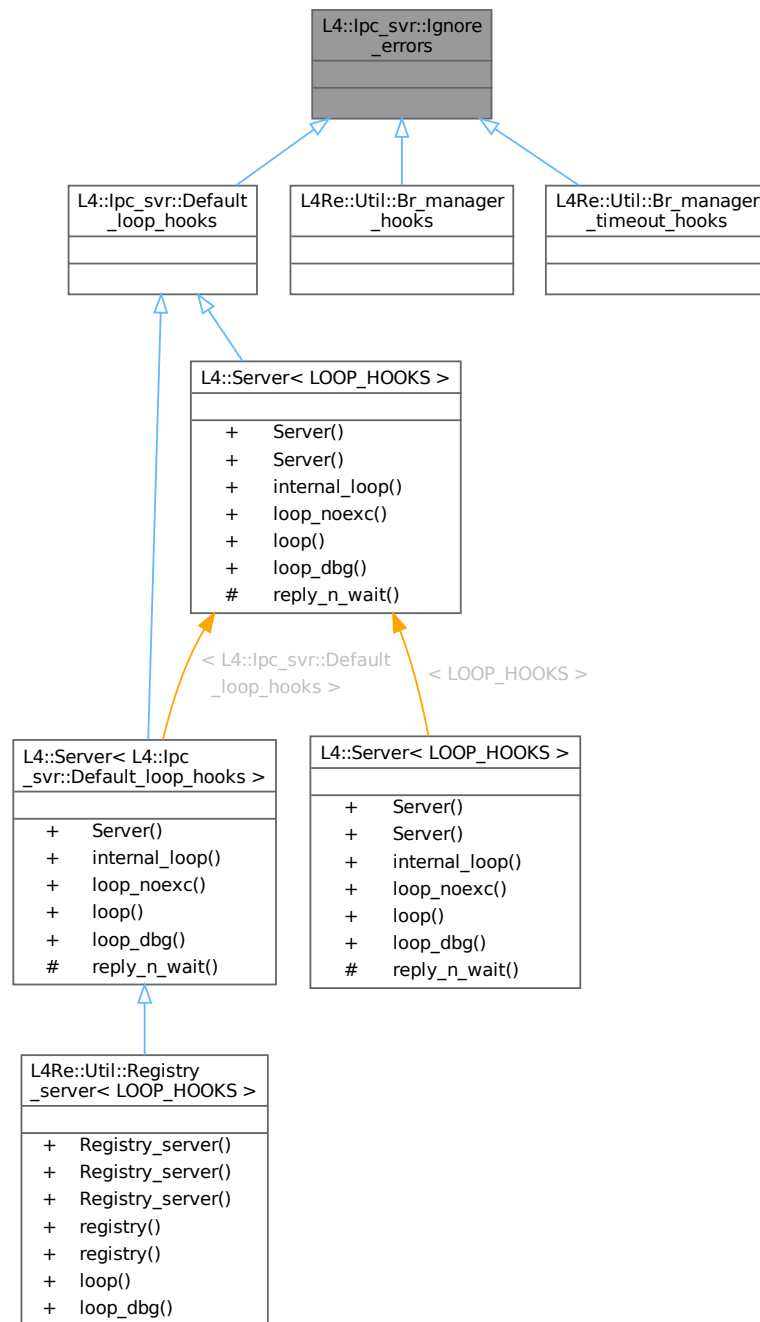 L4::Ipc_svr::Ignore
_errors
L4::Ipc_svr::Default
_loop_hooks
L4Re::Util::Br_manager
_hooks
L4Re::Util::Br_manager
_timeout_hooks
L4::Server< LOOP_HOOKS >
+ Server()
+ Server()
+ internal_loop()
+ loop_noexc()
+ loop()
+ loop_dbg()
# reply_n_wait()
< L4::Ipc_svr::Default
_loop_hooks >
< LOOP_HOOKS >
L4::Server< L4::Ipc
_svr::Default_loop_hooks >
+ Server()
+ internal_loop()
+ loop_noexc()
+ loop()
+ loop_dbg()
# reply_n_wait()
L4::Server< LOOP_HOOKS >
+ Server()
+ Server()
+ internal_loop()
+ loop_noexc()
+ loop()
+ loop_dbg()
# reply_n_wait()
L4Re::Util::Registry
_server< LOOP_HOOKS >
+ Registry_server()
+ Registry_server()
+ Registry_server()
+ registry()
+ registry()
+ loop()
+ loop_dbg()